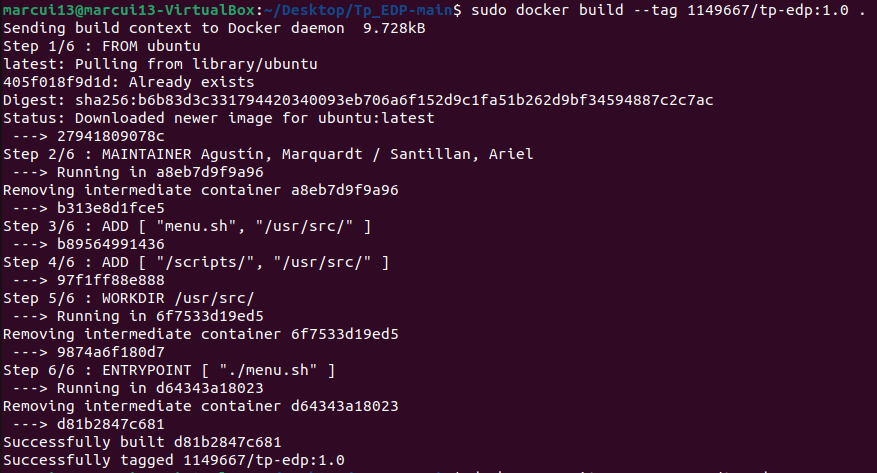 marcui13@marcui13-VirtualBox:~/Desktop/Tp_EDP-main$ sudo docker build --tag 1149667/tp-edp:1.0 .
Sending build context to Docker daemon  9.728kB
Step 1/6 : FROM ubuntu
latest: Pulling from library/ubuntu
405f018f9d1d: Already exists
Digest: sha256:b6b83d3c331794420340093eb706a6f152d9c1fa51b262d9bf34594887c2c7ac
Status: Downloaded newer image for ubuntu:latest
 ---> 27941809078c
Step 2/6 : MAINTAINER Agustín, Marquardt / Santillan, Ariel
 ---> Running in a8eb7d9f9a96
Removing intermediate container a8eb7d9f9a96
 ---> b313e8d1fce5
Step 3/6 : ADD [ "menu.sh", "/usr/src/" ]
 ---> b89564991436
Step 4/6 : ADD [ "/scripts/", "/usr/src/" ]
 ---> 97f1ff88e888
Step 5/6 : WORKDIR /usr/src/
 ---> Running in 6f7533d19ed5
Removing intermediate container 6f7533d19ed5
 ---> 9874a6f180d7
Step 6/6 : ENTRYPOINT [ "./menu.sh" ]
 ---> Running in d64343a18023
Removing intermediate container d64343a18023
 ---> d81b2847c681
Successfully built d81b2847c681
Successfully tagged 1149667/tp-edp:1.0